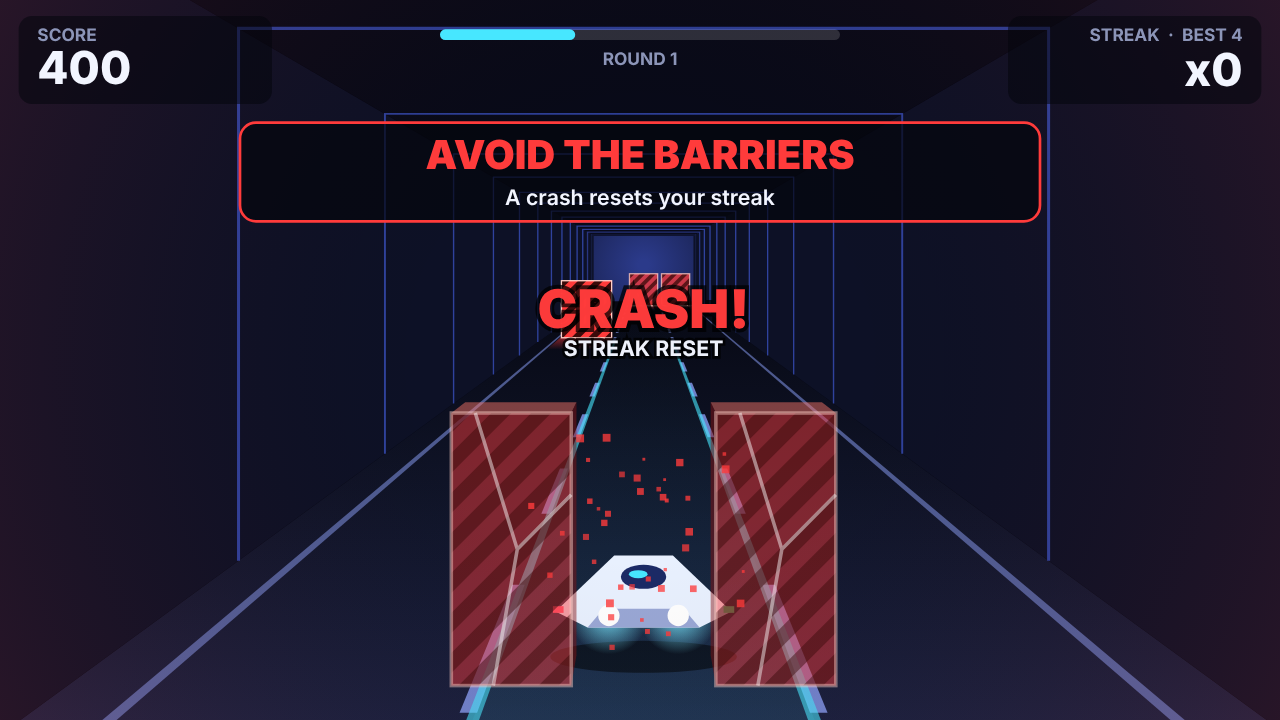 SCORE
400
ROUND 1
STREAK · BEST 4
x0
AVOID THE BARRIERS
A crash resets your streak
CRASH!
STREAK RESET